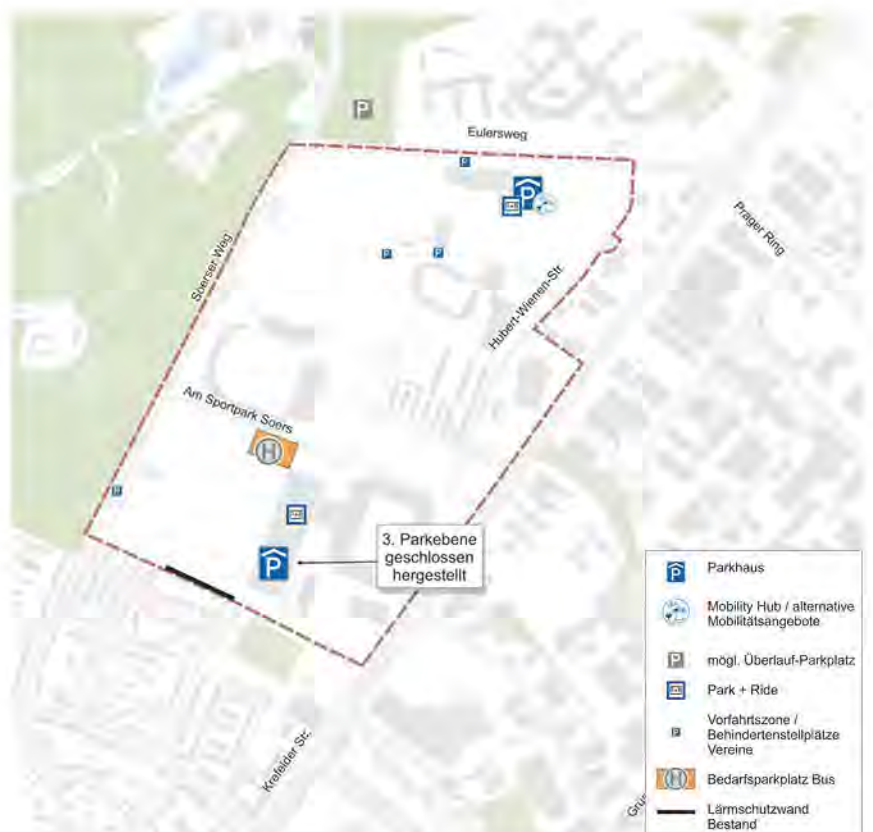 P
Eulersweg
P
P
Prager Ring
P
P
Soerser Weg
Hubert-Wienen-Str.
Am Sportpark Soers
H
P
3. Parkebene
geschlossen
hergestellt
P
Krefelder Str.
P
Parkhaus
Mobility Hub / alternative
Mobilitätsangebote
P
mögl. Überlauf-Parkplatz
Park + Ride
P
Vorfahrtszone /
Behindertenstellplätze
Vereine
H
Bedarfsparkplatz Bus
Lärmschutzwand
Bestand